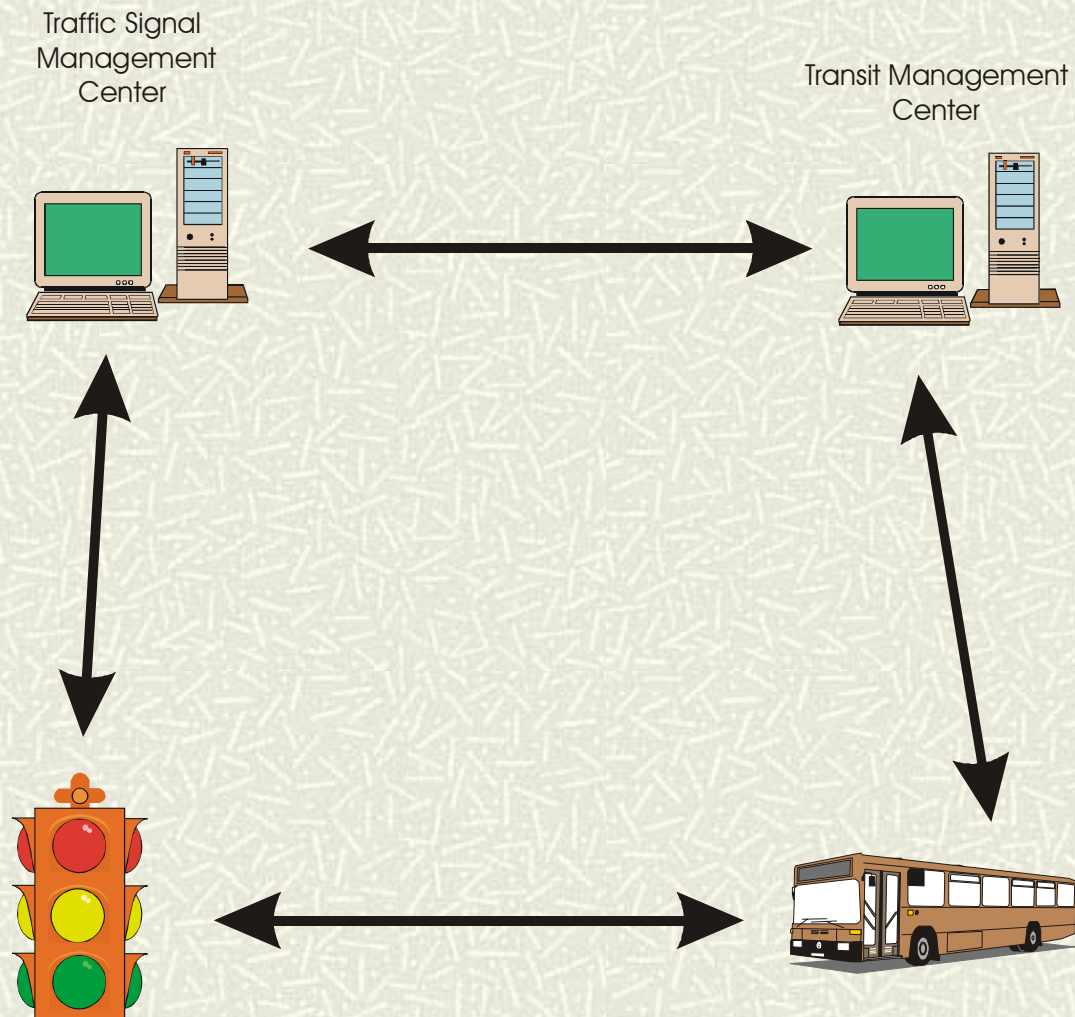 Traffic Signal
Management
Center
Transit Management
Center